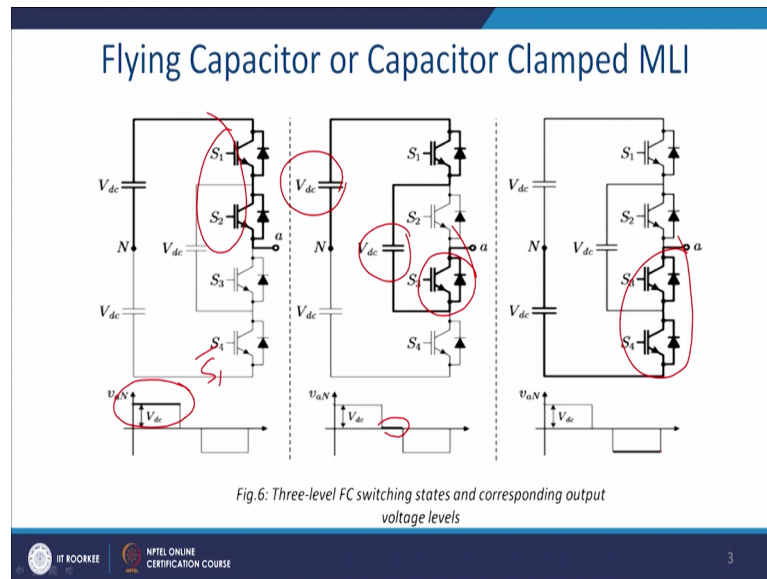 Flying Capacitor or Capacitor Clamped MLI
S1
Vdc
S2
a
N
Vdc
S3
Vdc
S4
S1
vaN
Vdc
S1
Vdc
S2
N
Vdc
a
S3
Vdc
S4
vaN
Vdc
S1
Vdc
S2
N
Vdc
a
S3
Vdc
S4
vaN
Vdc
Fig.6: Three-level FC switching states and corresponding output
voltage levels
IIT ROORKEE
NPTEL ONLINE
CERTIFICATION COURSE
3